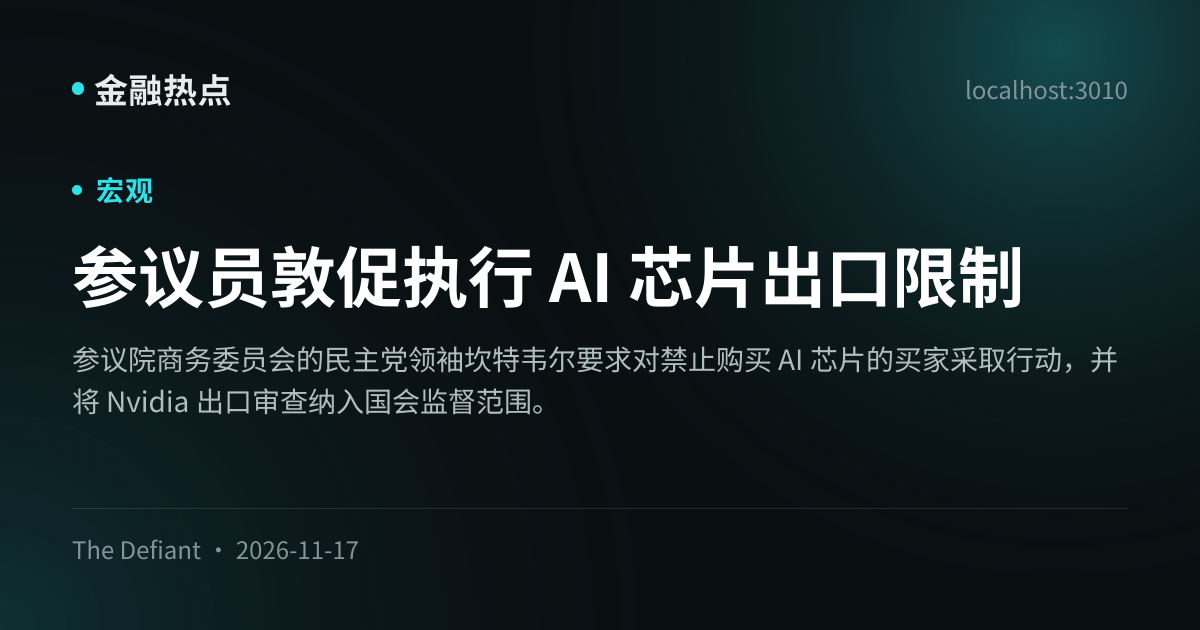 金融热点
localhost:3010
宏观
参议员敦促执行 AI 芯片出口限制
参议院商务委员会的民主党领袖坎特韦尔要求对禁止购买 AI 芯片的买家采取行动，并
将 Nvidia 出口审查纳入国会监督范围。
The Defiant · 2026-11-17